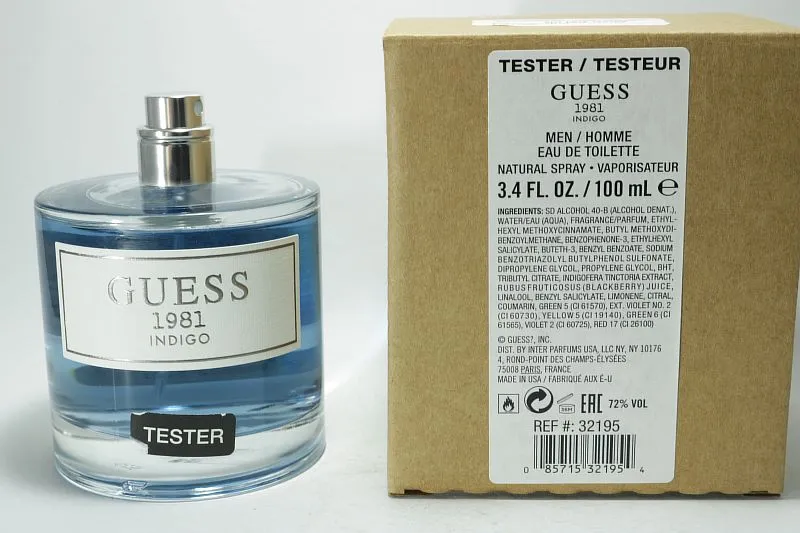 GUESS
1981
INDIGO
TESTER
TESTER / TESTEUR
GUESS
1981
INDIGO
MEN / HOMME
EAU DE TOILETTE
NATURAL SPRAY • VAPORISATEUR
3.4 FL. OZ. / 100 mL ℮
INGREDIENTS: SD ALCOHOL 40-B (ALCOHOL DENAT.),
WATER/EAU (AQUA), FRAGRANCE/PARFUM, ETHYL-
HEXYL METHOXYCINNAMATE, BUTYL METHOXYDI-
BENZOYLMETHANE, BENZOPHENONE-3, ETHYLHEXYL
SALICYLATE, BUTETH-3, BENZYL BENZOATE, SODIUM
BENZOTRIAZOLYL BUTYLPHENOL SULFONATE,
DIPROPYLENE GLYCOL, PROPYLENE GLYCOL, BHT,
TRIBUTYL CITRATE, INDIGOFERA TINCTORIA EXTRACT,
RUBUS FRUTICOSUS (BLACKBERRY) JUICE,
LINALOOL, BENZYL SALICYLATE, LIMONENE, CITRAL,
COUMARIN, GREEN 5 (CI 61570), EXT. VIOLET NO. 2
(CI 60730), YELLOW 5 (CI 19140), GREEN 6 (CI
61565), VIOLET 2 (CI 60725), RED 17 (CI 26100)
© GUESS?, INC.
DIST. BY INTER PARFUMS USA, LLC NY, NY 10176
4, ROND-POINT DES CHAMPS-ÉLYSÉES
75008 PARIS, FRANCE
MADE IN USA / FABRIQUÉ AUX É-U
36M EAC 72% VOL
REF #: 32195
0 85715 32195 4